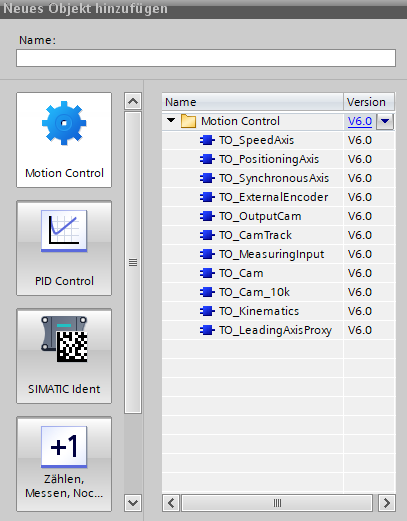 Neues Objekt hinzufügen
Name:
Motion Control
PID Control
SIMATIC Ident
+1
Zählen,
Messen, Noc...
Name Version
Motion Control V6.0
TO_SpeedAxis V6.0
TO_PositioningAxis V6.0
TO_SynchronousAxis V6.0
TO_ExternalEncoder V6.0
TO_OutputCam V6.0
TO_CamTrack V6.0
TO_MeasuringInput V6.0
TO_Cam V6.0
TO_Cam_10k V6.0
TO_Kinematics V6.0
TO_LeadingAxisProxy V6.0